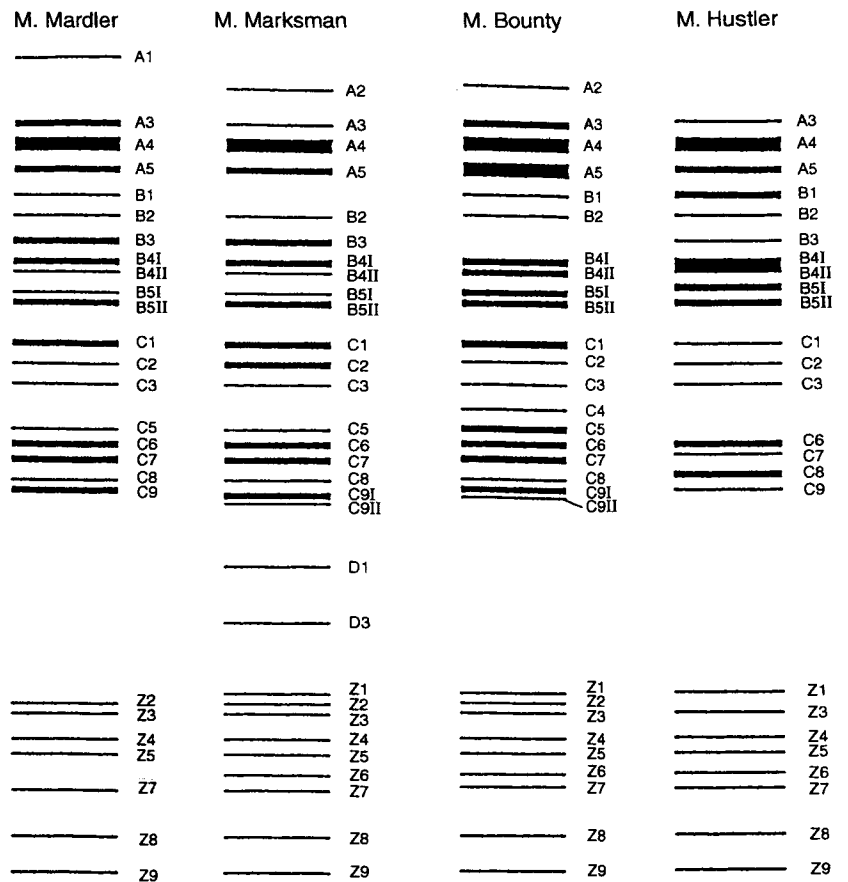 M. Mardler
A1
A3
A4
A5
B1
B2
B3
B4I
B4II
B5I
B5II
C1
C2
C3
C5
C6
C7
C8
C9
Z2
Z3
Z4
Z5
Z7
Z8
Z9
M. Marksman
A2
A3
A4
A5
B2
B3
B4I
B4II
B5I
B5II
C1
C2
C3
C5
C6
C7
C8
C9I
C9II
D1
D3
Z1
Z2
Z3
Z4
Z5
Z6
Z7
Z8
Z9
M. Bounty
A2
A3
A4
A5
B1
B2
B4I
B4II
B5I
B5II
C1
C2
C3
C4
C5
C6
C7
C8
C9I
C9II
Z1
Z2
Z3
Z4
Z5
Z6
Z7
Z8
Z9
M. Hustler
A3
A4
A5
B1
B2
B3
B4I
B4II
B5I
B5II
C1
C2
C3
C6
C7
C8
C9
Z1
Z3
Z4
Z5
Z6
Z7
Z8
Z9